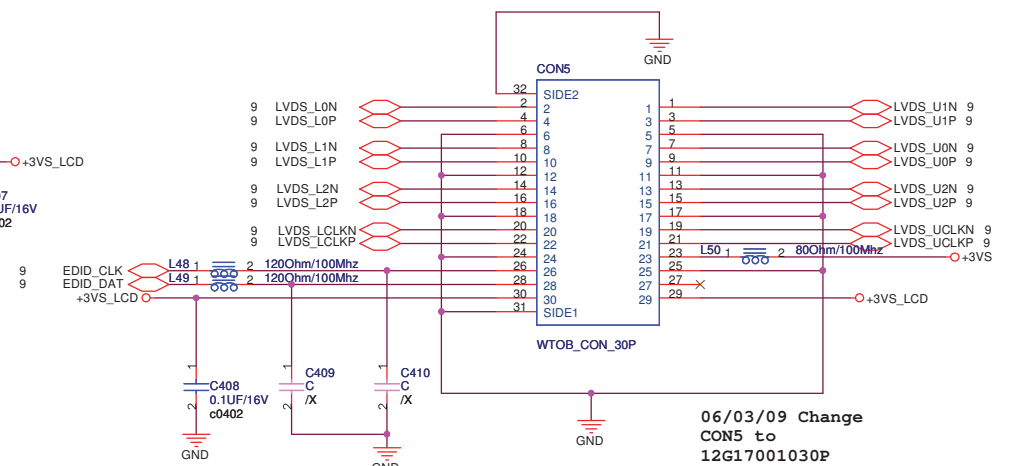 GND
CON5
32 SIDE2
9 LVDS_L0N 2 2 1 1 LVDS_U1N 9
9 LVDS_L0P 4 4 3 3 LVDS_U1P 9
6 6 5 5
9 LVDS_L1N 8 8 7 7 LVDS_U0N 9
+3VS_LCD 9 LVDS_L1P 10 10 9 9 LVDS_U0P 9
12 12 11 11
9 LVDS_L2N 14 14 13 13 LVDS_U2N 9
7
UF/16V 9 LVDS_L2P 16 16 15 15 LVDS_U2P 9
02 18 18 17 17
9 LVDS_LCLKN 20 20 19 19 LVDS_UCLKN 9
9 LVDS_LCLKP 22 22 21 21 LVDS_UCLKP 9
24 24 23 23 L50 1 2 80Ohm/100Mhz +3VS
9 EDID_CLK L48 1 2 120Ohm/100Mhz 26 26 25 25
9 EDID_DAT L49 1 2 120Ohm/100Mhz 28 28 27 27
+3VS_LCD 30 30 29 29 +3VS_LCD
31 SIDE1
WTOB_CON_30P
1 C408 2
0.1UF/16V
c0402
1 C409 2
C
/X
1 C410 2
C
/X
GND
GND
GND
06/03/09 Change
CON5 to
12G17001030P